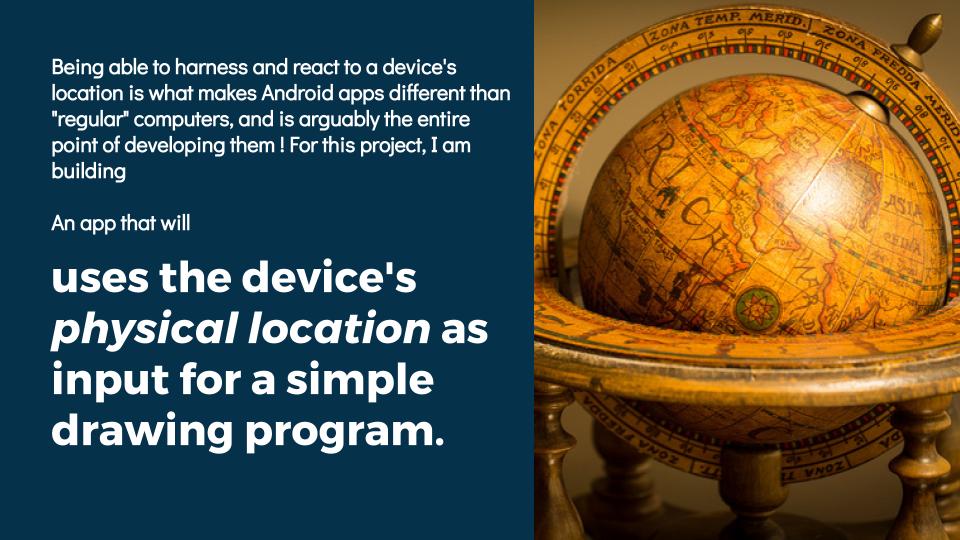 Being able to harness and react to a device's
location is what makes Android apps different than
"regular" computers, and is arguably the entire
point of developing them ! For this project, I am
building
An app that will
uses the device's
physical location as
input for a simple
drawing program.
ZONA TEMP. MERID.
ZONA FREDDA MERID
TORRIDA
ASIA
CHINA